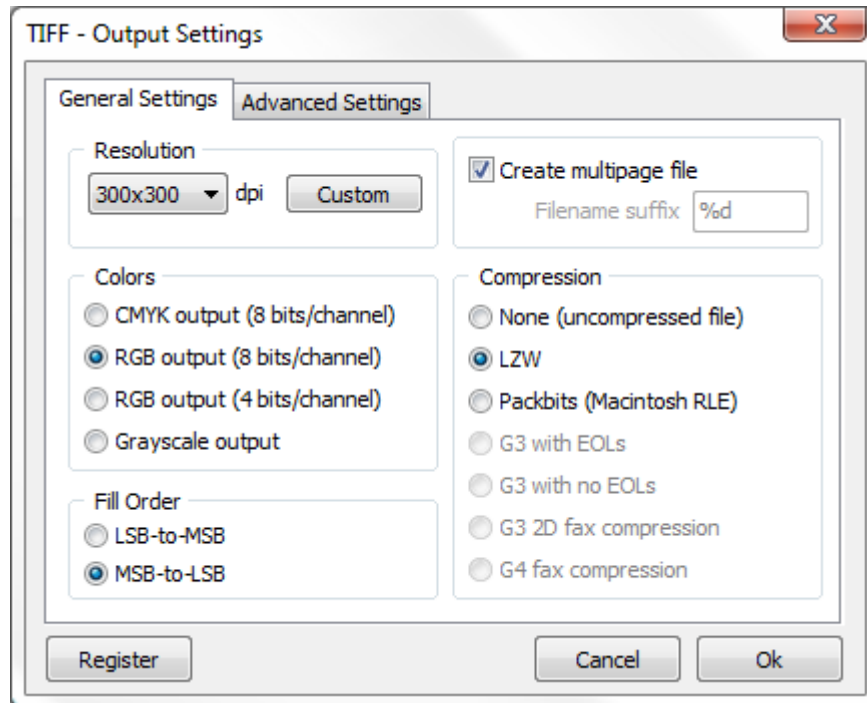 TIFF - Output Settings
General Settings
Advanced Settings
Resolution
300x300 dpi Custom
Create multipage file
Filename suffix %d
Colors
CMYK output (8 bits/channel)
RGB output (8 bits/channel)
RGB output (4 bits/channel)
Grayscale output
Fill Order
LSB-to-MSB
MSB-to-LSB
Compression
None (uncompressed file)
LZW
Packbits (Macintosh RLE)
G3 with EOLs
G3 with no EOLs
G3 2D fax compression
G4 fax compression
Register
Cancel
Ok